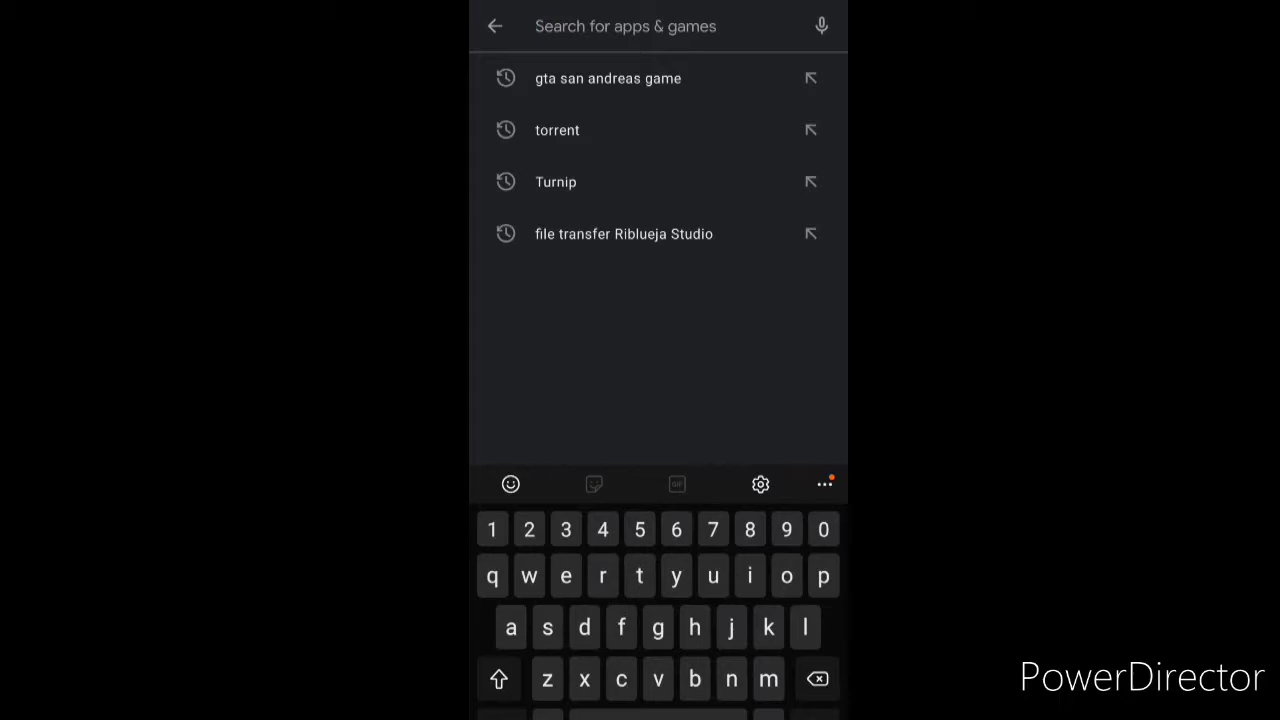 Search for apps & games
gta san andreas game
torrent
Turnip
file transfer Riblueja Studio
GIF
1 2 3 4 5 6 7 8 9 0
q w e r t y u i o p
a s d f g h j k l
z x c v b n m
PowerDirector